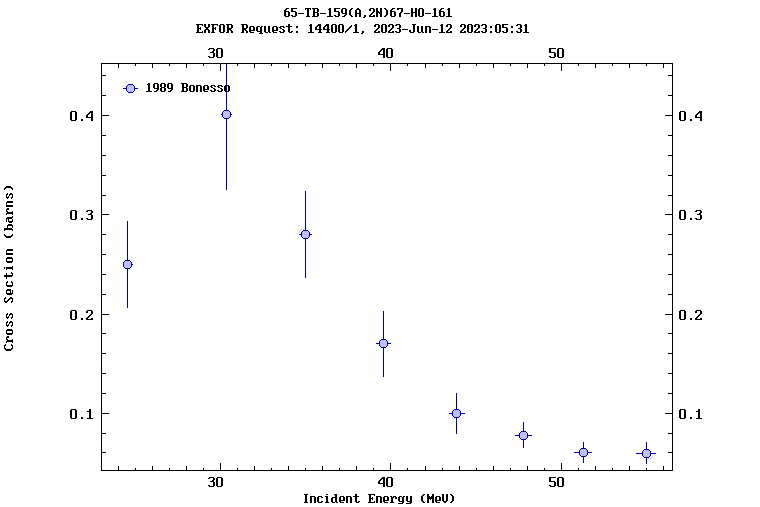 65-TB-159(A,2N)67-HO-161
EXFOR Request: 14400/1, 2023-Jun-12 2023:05:31
30 40 50
1989 Bonesso
0.4 0.4
0.3 0.3
0.2 0.2
0.1 0.1
Cross Section (barns)
30 40 50
Incident Energy (MeV)